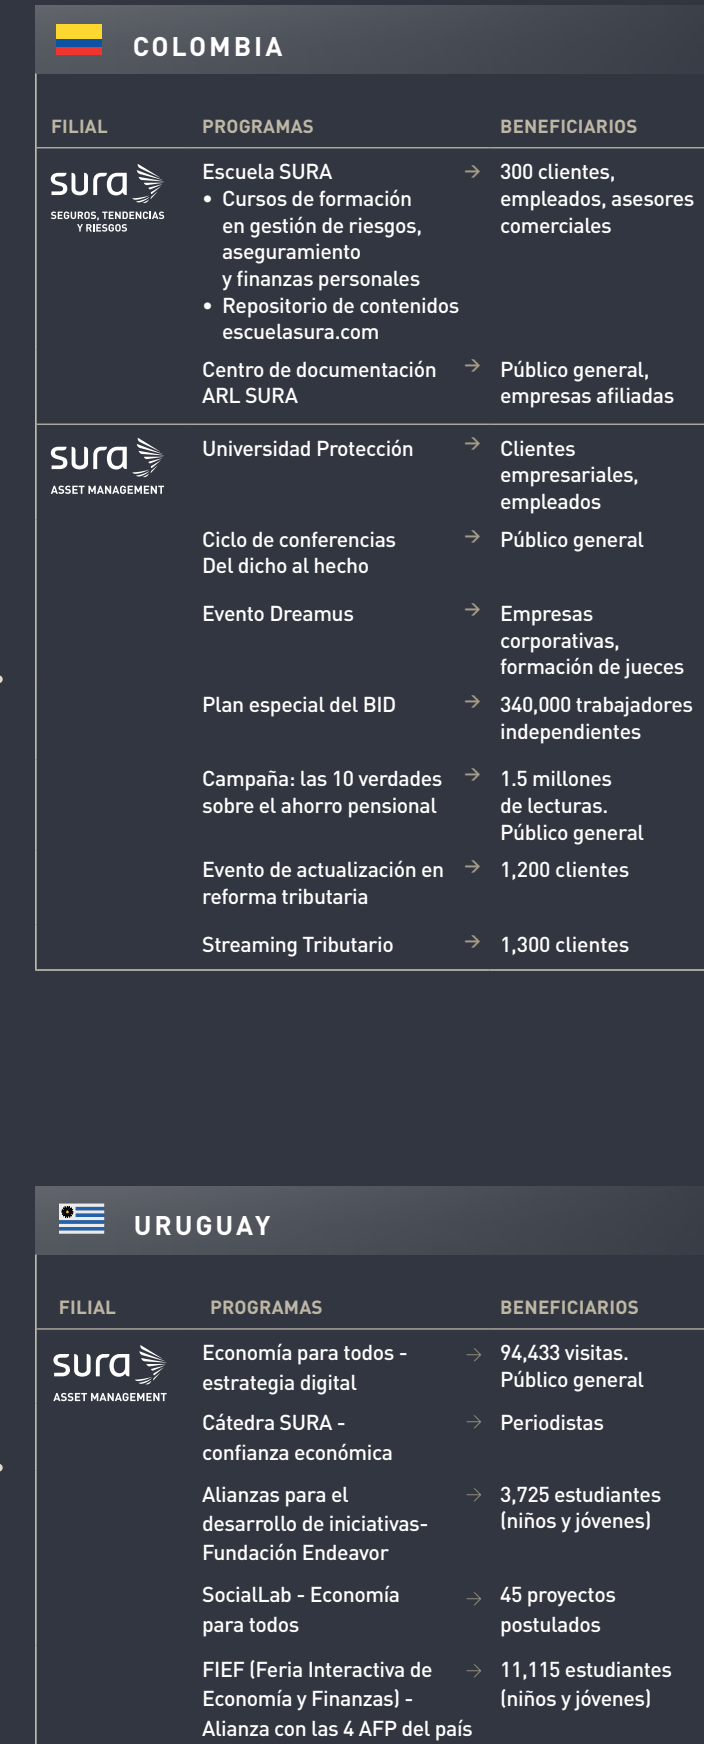 COLOMBIA
FILIAL PROGRAMAS BENEFICIARIOS
sura
SEGUROS, TENDENCIAS
Y RIESGOS
Escuela SURA → 300 clientes,
• Cursos de formación empleados, asesores
en gestión de riesgos, comerciales
aseguramiento
y finanzas personales
• Repositorio de contenidos
escuelasura.com
Centro de documentación → Público general,
ARL SURA empresas afiliadas
sura
ASSET MANAGEMENT
Universidad Protección → Clientes
empresariales,
empleados
Ciclo de conferencias → Público general
Del dicho al hecho
Evento Dreamus → Empresas
corporativas,
formación de jueces
Plan especial del BID → 340,000 trabajadores
independientes
Campaña: las 10 verdades → 1.5 millones
sobre el ahorro pensional de lecturas.
Público general
Evento de actualización en → 1,200 clientes
reforma tributaria
Streaming Tributario → 1,300 clientes
URUGUAY
FILIAL PROGRAMAS BENEFICIARIOS
sura
ASSET MANAGEMENT
Economía para todos - → 94,433 visitas.
estrategia digital Público general
Cátedra SURA - → Periodistas
confianza económica
Alianzas para el → 3,725 estudiantes
desarrollo de iniciativas- (niños y jóvenes)
Fundación Endeavor
SocialLab - Economía → 45 proyectos
para todos postulados
FIEF (Feria Interactiva de → 11,115 estudiantes
Economía y Finanzas) - (niños y jóvenes)
Alianza con las 4 AFP del país